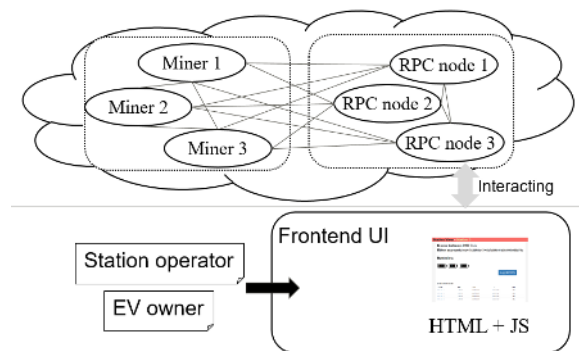 Miner 1
Miner 2
Miner 3
RPC node 1
RPC node 2
RPC node 3
Interacting
Station operator
EV owner
Frontend UI
HTML + JS